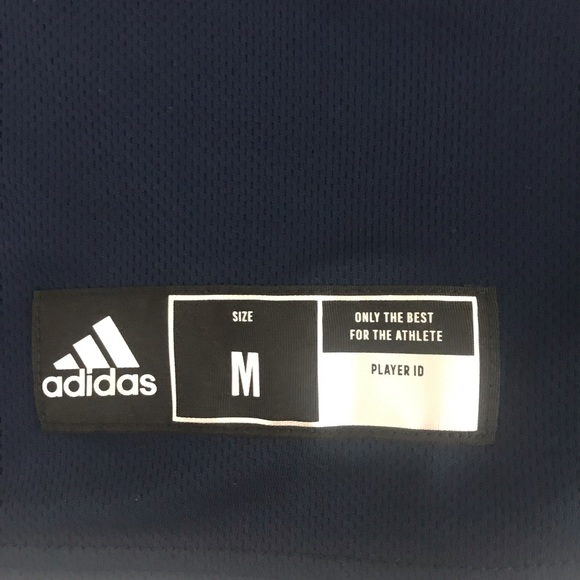 adidas
SIZE
M
ONLY THE BEST
FOR THE ATHLETE
PLAYER ID